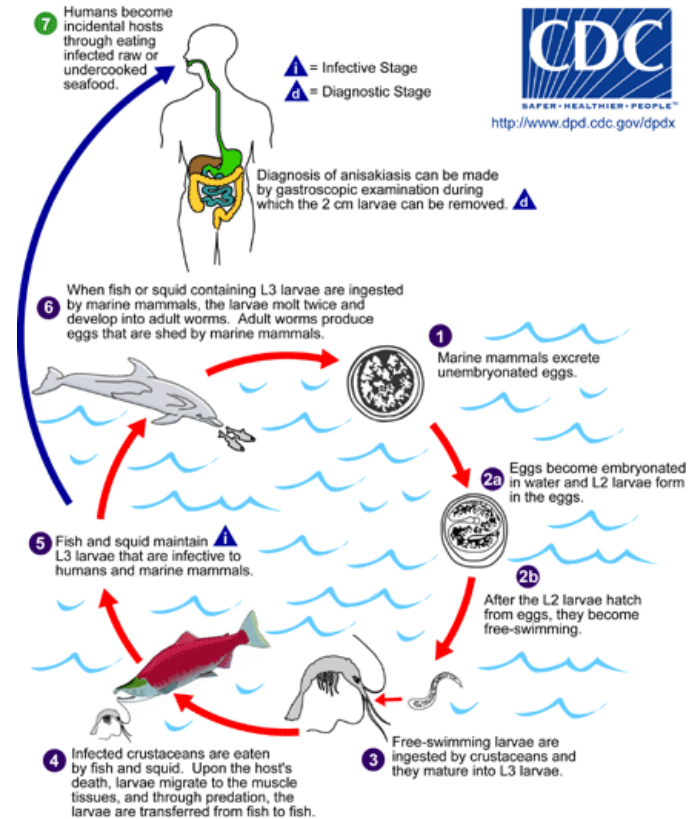 7 Humans become
incidental hosts
through eating
infected raw or
undercooked
seafood.
i = Infective Stage
d = Diagnostic Stage
CDC
SAFER • HEALTHIER • PEOPLE™
http://www.dpd.cdc.gov/dpdx
Diagnosis of anisakiasis can be made
by gastroscopic examination during
which the 2 cm larvae can be removed. d
6 When fish or squid containing L3 larvae are ingested
by marine mammals, the larvae molt twice and
develop into adult worms. Adult worms produce
eggs that are shed by marine mammals.
1
Marine mammals excrete
unembryonated eggs.
2a Eggs become embryonated
in water and L2 larvae form
in the eggs.
2b
After the L2 larvae hatch
from eggs, they become
free-swimming.
3 Free-swimming larvae are
ingested by crustaceans and
they mature into L3 larvae.
4 Infected crustaceans are eaten
by fish and squid. Upon the host's
death, larvae migrate to the muscle
tissues, and through predation, the
larvae are transferred from fish to fish.
5 Fish and squid maintain i
L3 larvae that are infective to
humans and marine mammals.